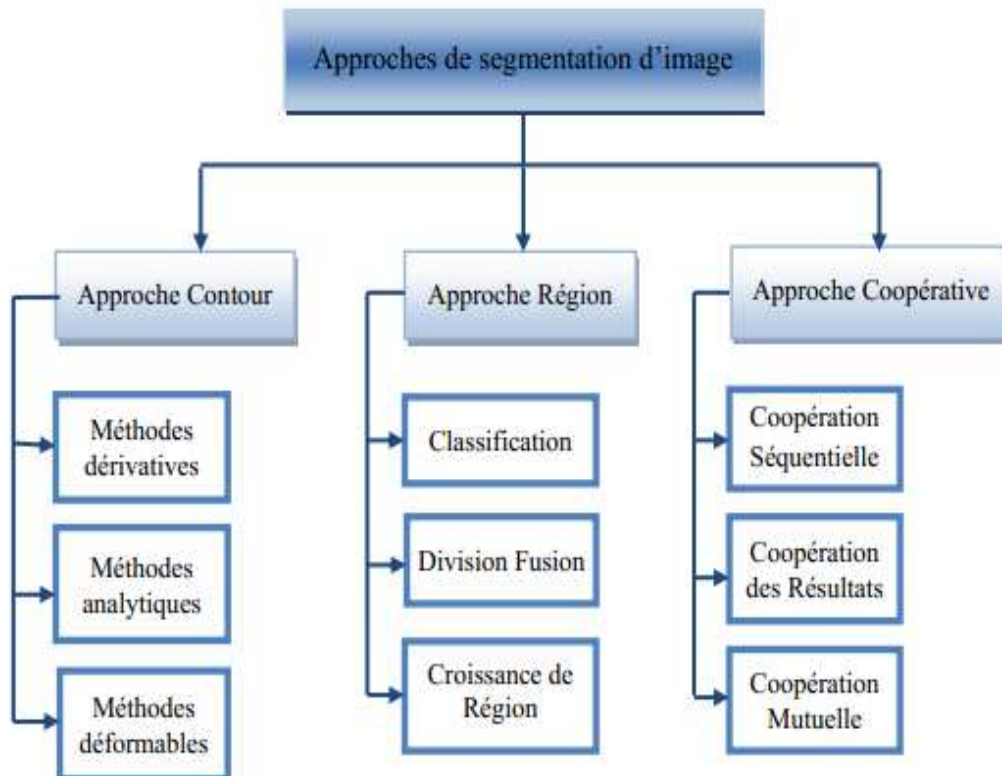 Approches de segmentation d'image
Approche Contour
Méthodes
dérivatives
Méthodes
analytiques
Méthodes
déformables
Approche Région
Classification
Division Fusion
Croissance de
Région
Approche Coopérative
Coopération
Séquentielle
Coopération
des Résultats
Coopération
Mutuelle